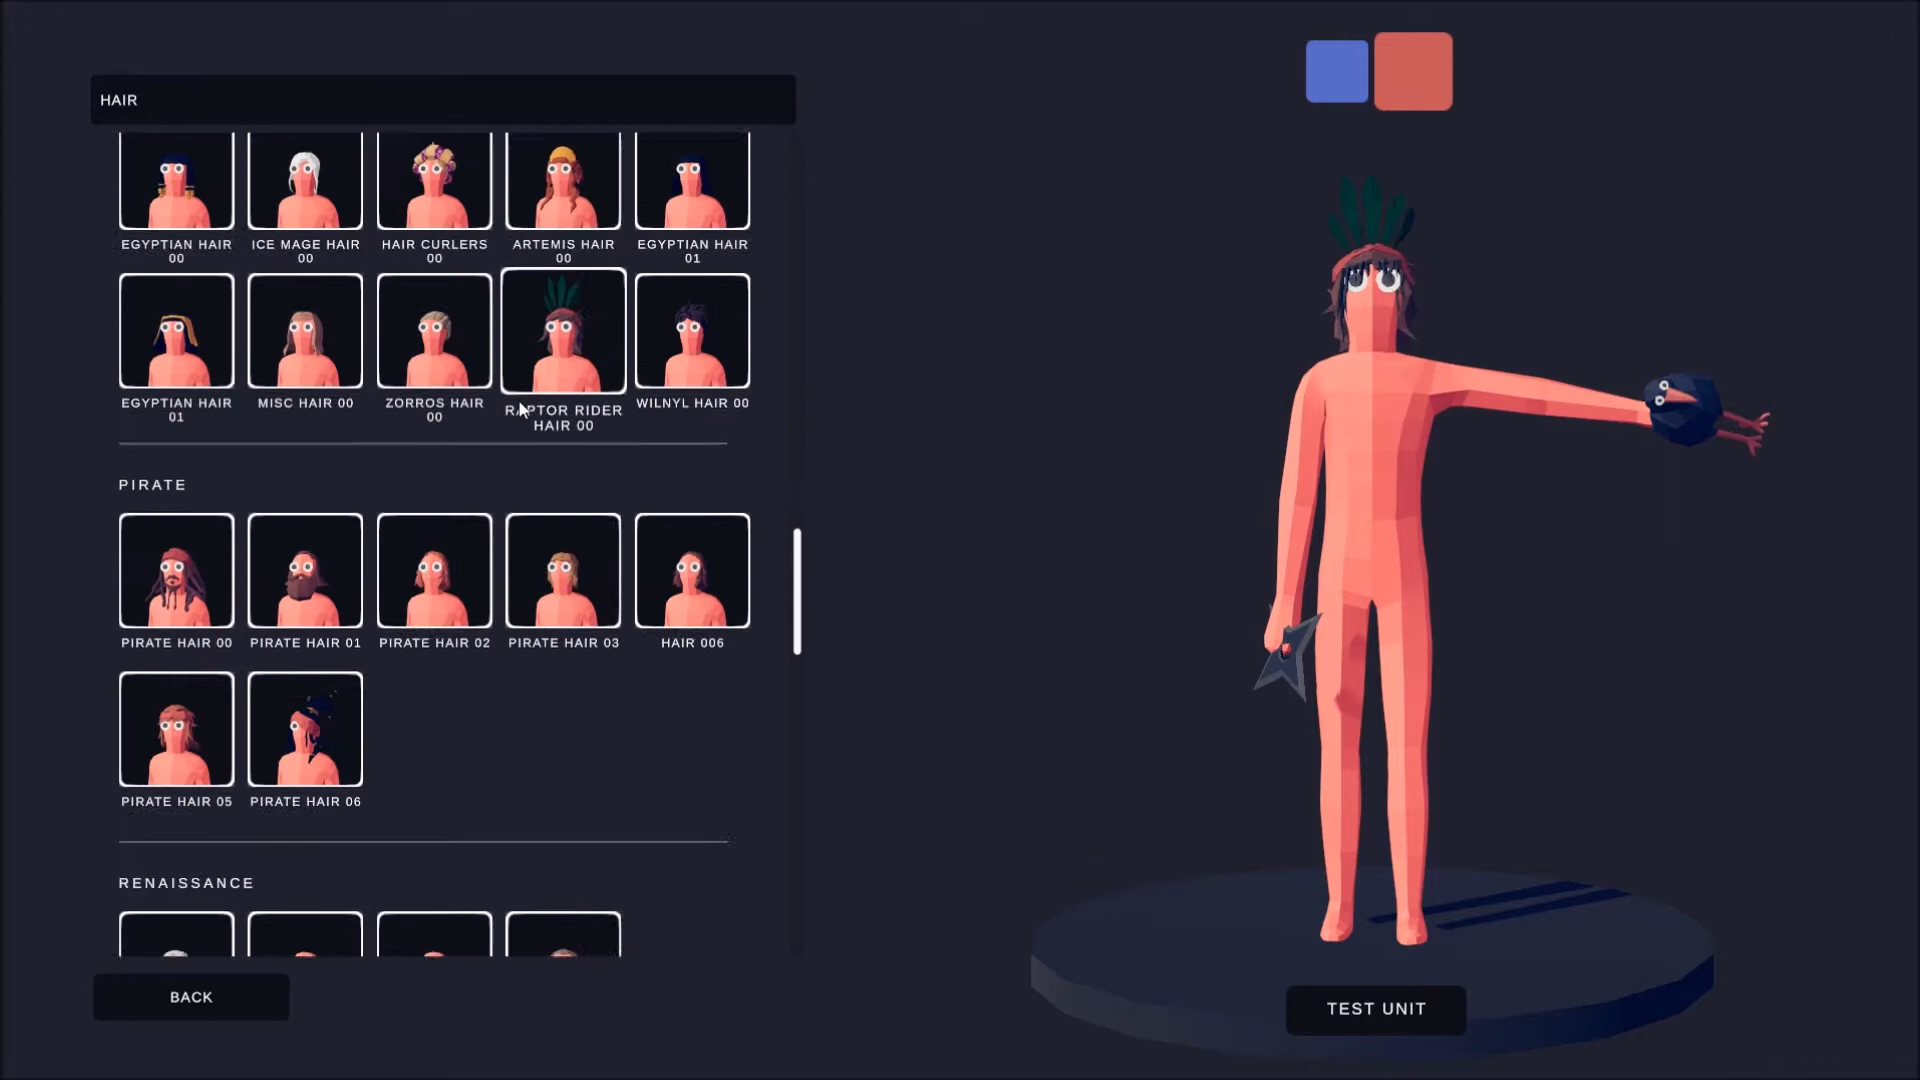 HAIR
EGYPTIAN HAIR
00
ICE MAGE HAIR
00
HAIR CURLERS
00
ARTEMIS HAIR
00
EGYPTIAN HAIR
01
EGYPTIAN HAIR
01
MISC HAIR 00
ZORROS HAIR
00
RAPTOR RIDER
HAIR 00
WILNYL HAIR 00
PIRATE
PIRATE HAIR 00
PIRATE HAIR 01
PIRATE HAIR 02
PIRATE HAIR 03
HAIR 006
PIRATE HAIR 05
PIRATE HAIR 06
RENAISSANCE
BACK
TEST UNIT